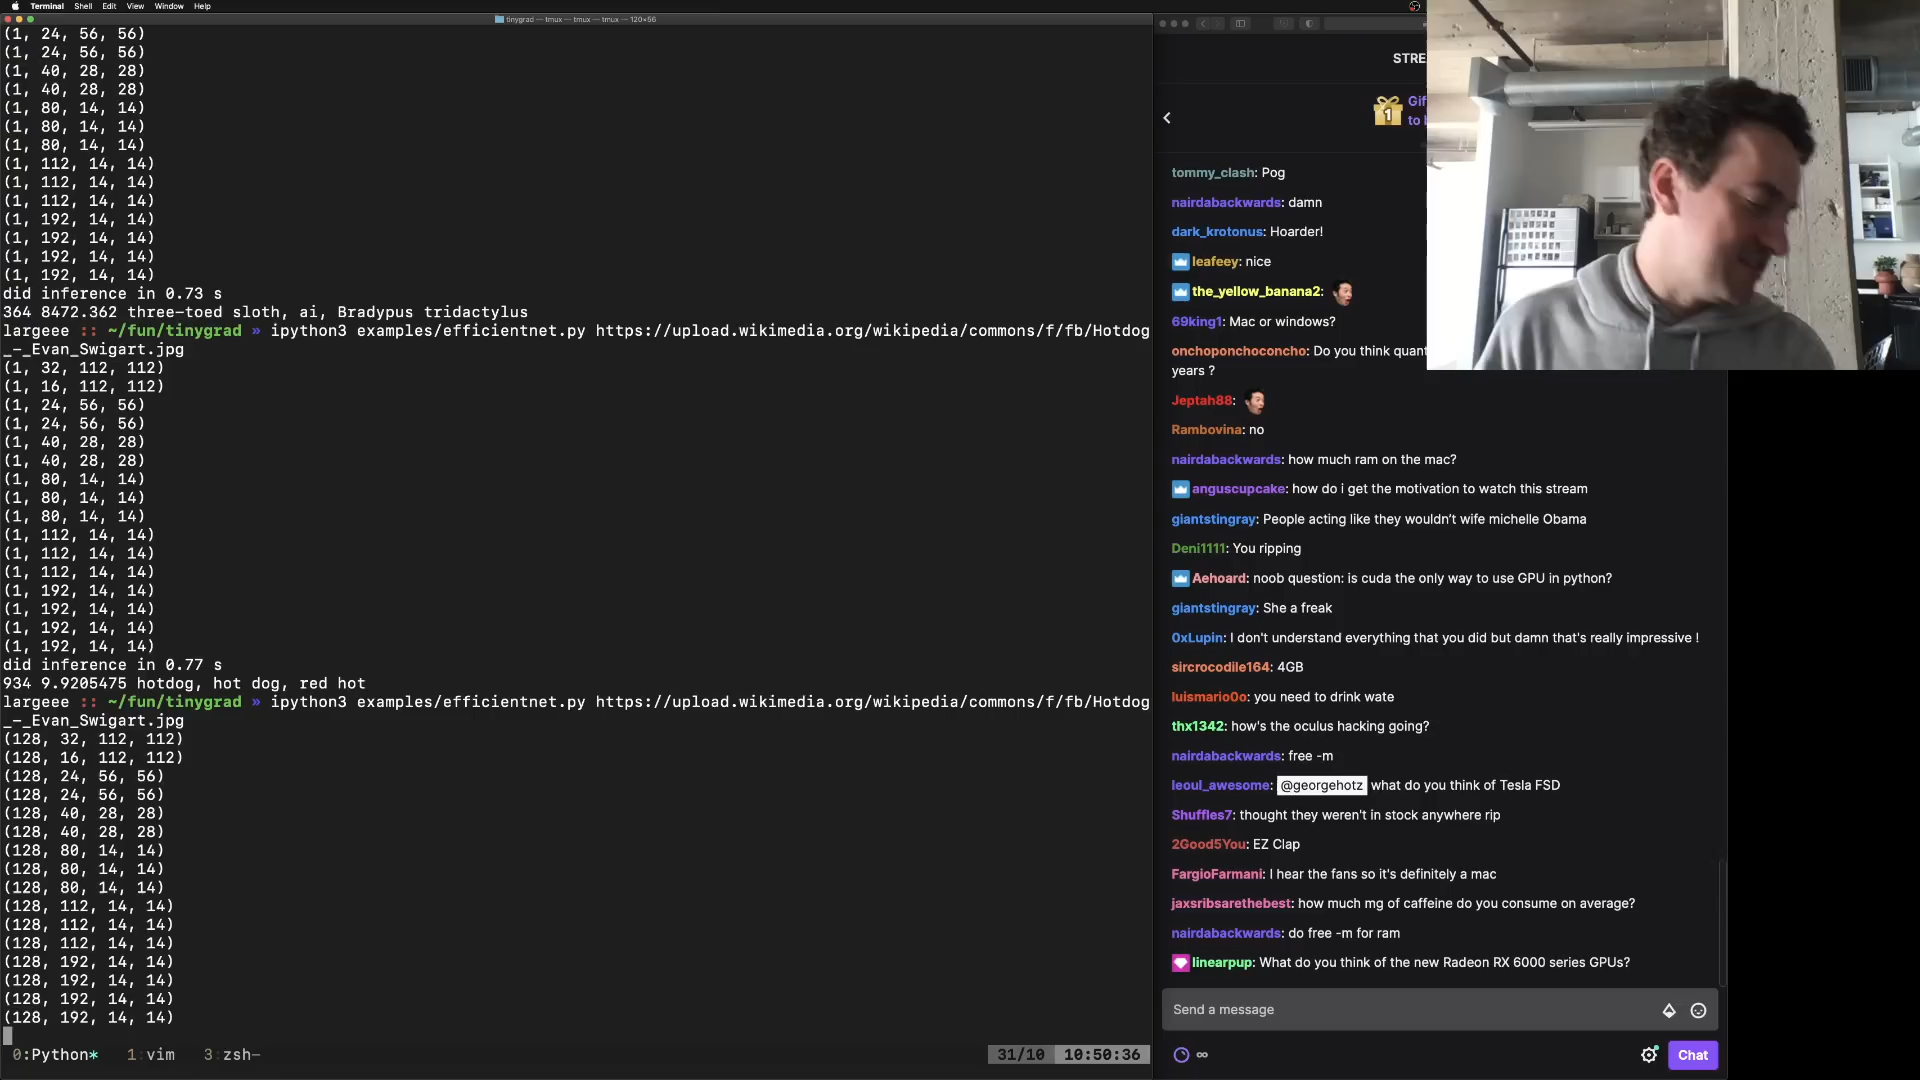 Terminal Shell Edit View Window Help
tinygrad — tmux — tmux — tmux — 120×56
(1, 24, 56, 56)
(1, 24, 56, 56)
(1, 40, 28, 28)
(1, 40, 28, 28)
(1, 80, 14, 14)
(1, 80, 14, 14)
(1, 80, 14, 14)
(1, 112, 14, 14)
(1, 112, 14, 14)
(1, 112, 14, 14)
(1, 192, 14, 14)
(1, 192, 14, 14)
(1, 192, 14, 14)
(1, 192, 14, 14)
did inference in 0.73 s
364 8472.362 three-toed sloth, ai, Bradypus tridactylus
largeee :: ~/fun/tinygrad » ipython3 examples/efficientnet.py https://upload.wikimedia.org/wikipedia/commons/f/fb/Hotdog
_-_Evan_Swigart.jpg
(1, 32, 112, 112)
(1, 16, 112, 112)
(1, 24, 56, 56)
(1, 24, 56, 56)
(1, 40, 28, 28)
(1, 40, 28, 28)
(1, 80, 14, 14)
(1, 80, 14, 14)
(1, 80, 14, 14)
(1, 112, 14, 14)
(1, 112, 14, 14)
(1, 112, 14, 14)
(1, 192, 14, 14)
(1, 192, 14, 14)
(1, 192, 14, 14)
(1, 192, 14, 14)
did inference in 0.77 s
934 9.9205475 hotdog, hot dog, red hot
largeee :: ~/fun/tinygrad » ipython3 examples/efficientnet.py https://upload.wikimedia.org/wikipedia/commons/f/fb/Hotdog
_-_Evan_Swigart.jpg
(128, 32, 112, 112)
(128, 16, 112, 112)
(128, 24, 56, 56)
(128, 24, 56, 56)
(128, 40, 28, 28)
(128, 40, 28, 28)
(128, 80, 14, 14)
(128, 80, 14, 14)
(128, 80, 14, 14)
(128, 112, 14, 14)
(128, 112, 14, 14)
(128, 112, 14, 14)
(128, 192, 14, 14)
(128, 192, 14, 14)
(128, 192, 14, 14)
(128, 192, 14, 14)
0:Python* 1:vim 3:zsh- 31/10 10:50:36
STRE
1 Gif
to b
tommy_clash: Pog
nairdabackwards: damn
dark_krotonus: Hoarder!
leafeey: nice
the_yellow_banana2:
69king1: Mac or windows?
onchoponchoconcho: Do you think quant
years ?
Jeptah88:
Rambovina: no
nairdabackwards: how much ram on the mac?
anguscupcake: how do i get the motivation to watch this stream
giantstingray: People acting like they wouldn't wife michelle Obama
Deni1111: You ripping
Aehoard: noob question: is cuda the only way to use GPU in python?
giantstingray: She a freak
0xLupin: I don't understand everything that you did but damn that's really impressive !
sircrocodile164: 4GB
luismario0o: you need to drink wate
thx1342: how's the oculus hacking going?
nairdabackwards: free -m
leoul_awesome: @georgehotz what do you think of Tesla FSD
Shuffles7: thought they weren't in stock anywhere rip
2Good5You: EZ Clap
FargioFarmani: I hear the fans so it's definitely a mac
jaxsribsarethebest: how much mg of caffeine do you consume on average?
nairdabackwards: do free -m for ram
linearpup: What do you think of the new Radeon RX 6000 series GPUs?
Send a message
∞ Chat